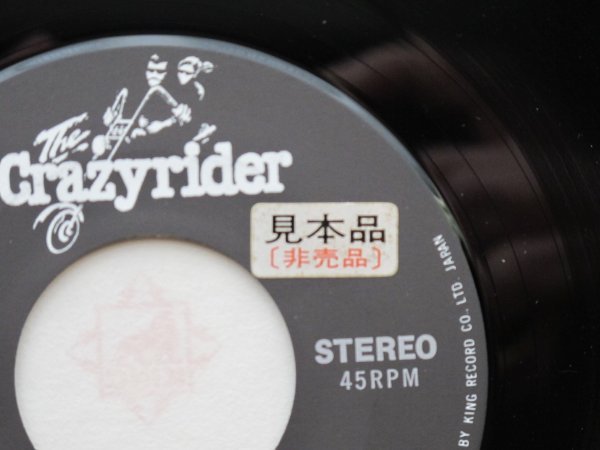 The
Crazyrider
見本品
〔非売品〕
STEREO
45RPM
BY KING RECORD CO. LTD. JAPAN